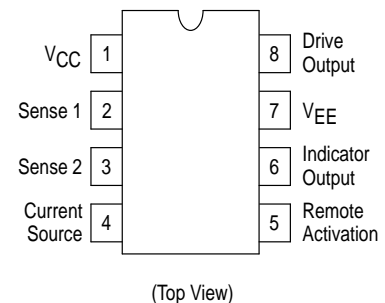 VCC 1
Sense 1 2
Sense 2 3
Current
Source 4
8 Drive
Output
7 VEE
6 Indicator
Output
5 Remote
Activation
(Top View)